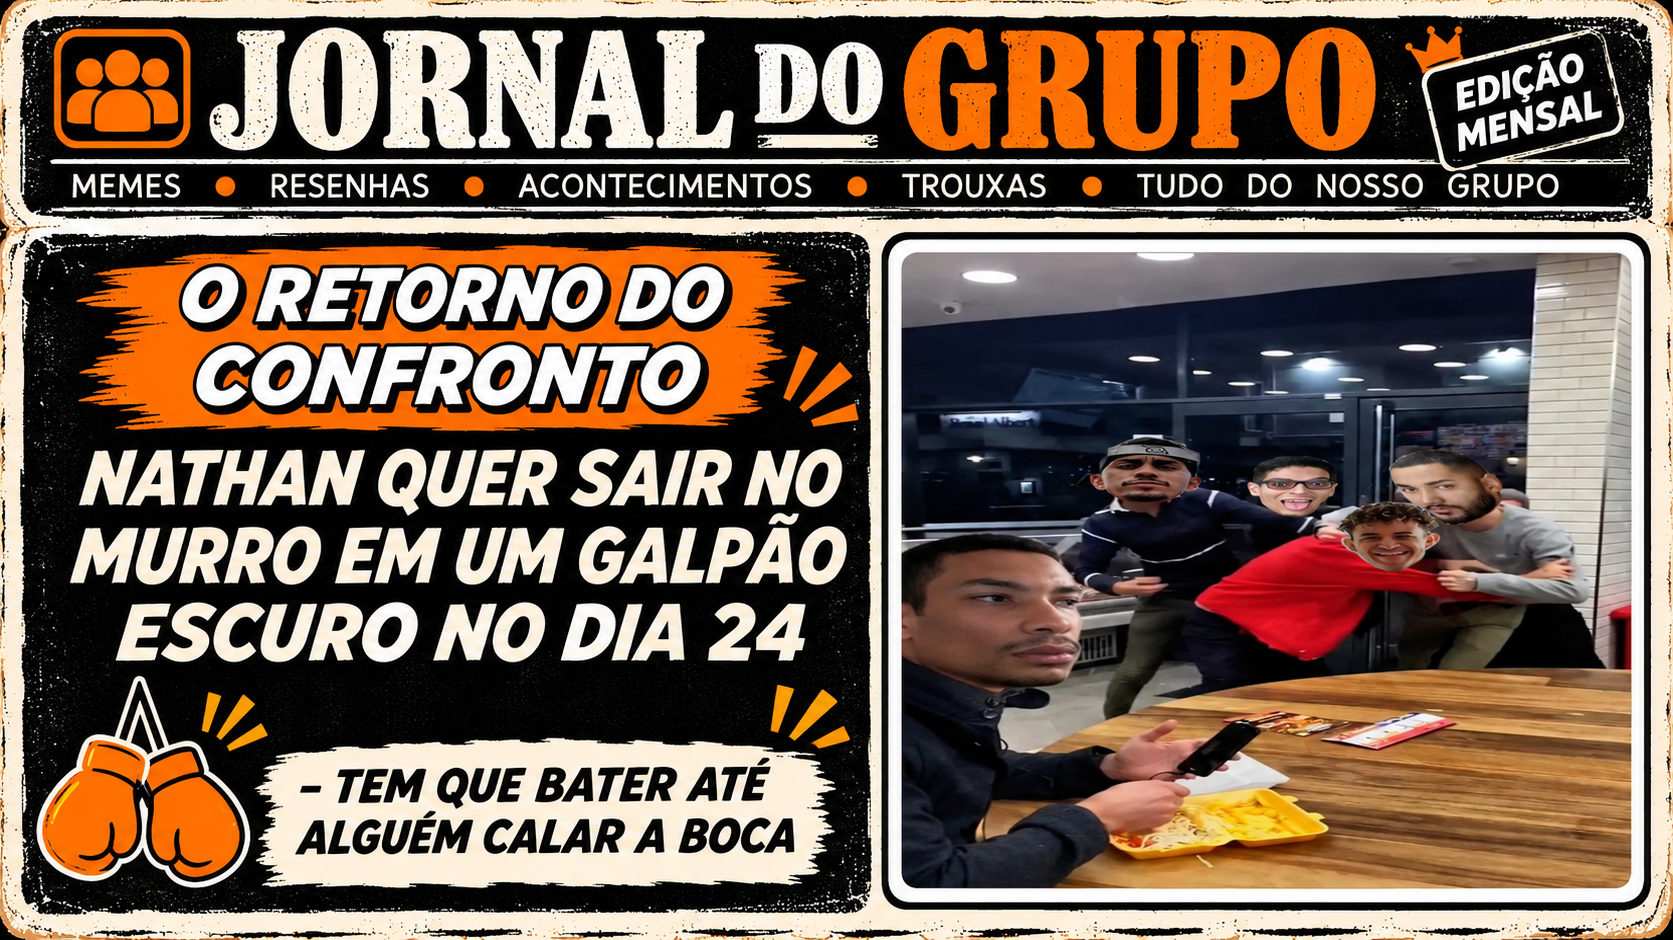 JORNAL DO GRUPO
EDIÇÃO
MENSAL
MEMES • RESENHAS • ACONTECIMENTOS • TROUXAS • TUDO DO NOSSO GRUPO
O RETORNO DO
CONFRONTO
NATHAN QUER SAIR NO
MURRO EM UM GALPÃO
ESCURO NO DIA 24
- TEM QUE BATER ATÉ
ALGUÉM CALAR A BOCA